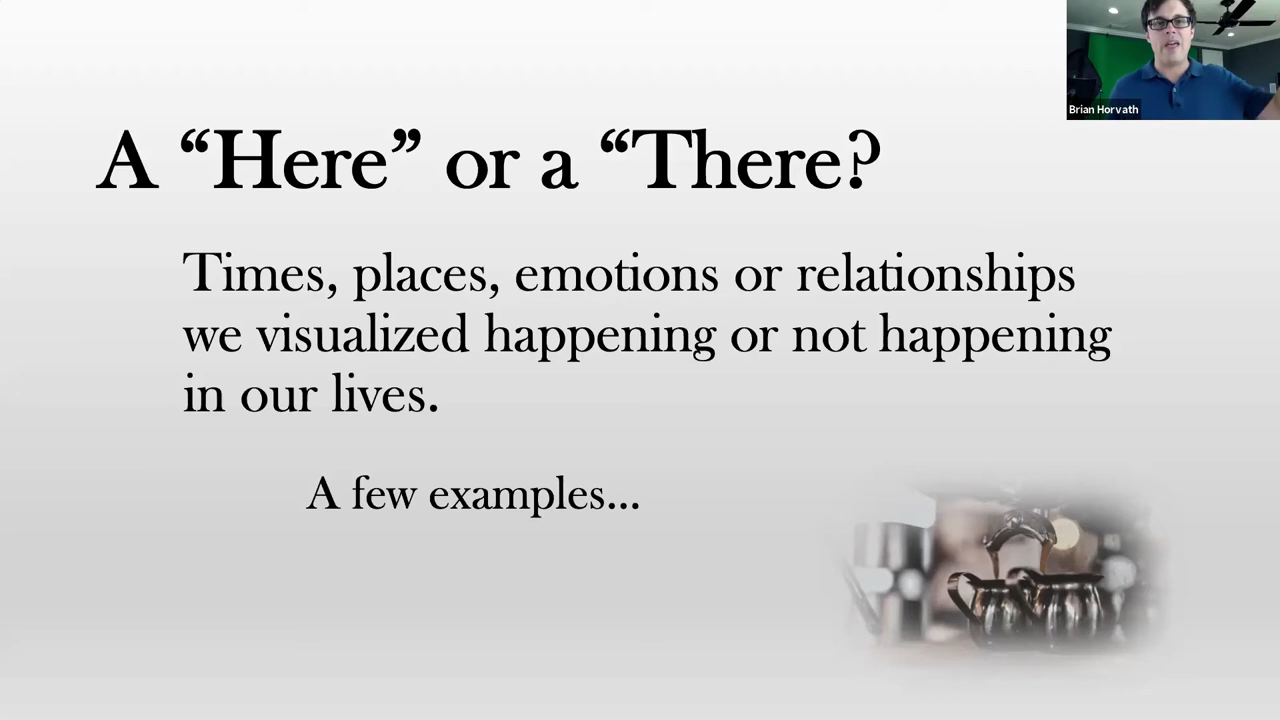 Brian Horvath
A “Here” or a “There?
Times, places, emotions or relationships
we visualized happening or not happening
in our lives.
A few examples...